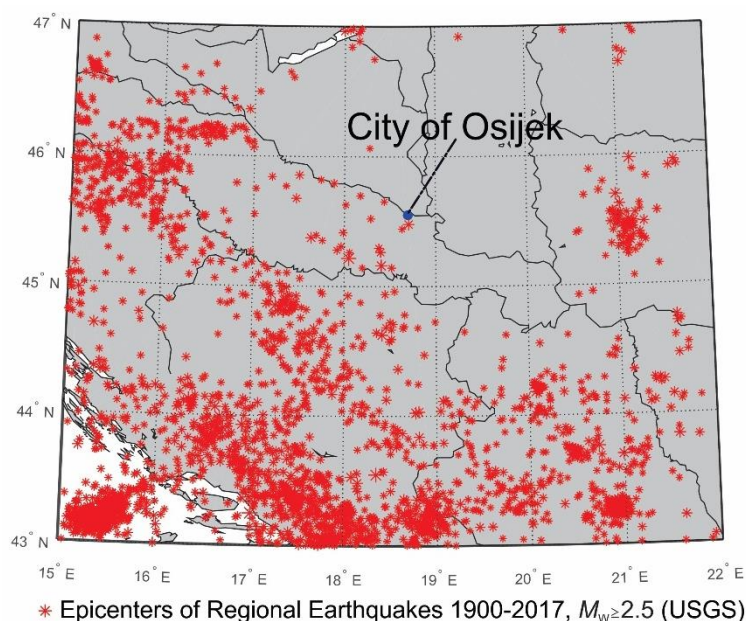 47° N
City of Osijek
46° N
45° N
44° N
43° N
15° E 16° E 17° E 18° E 19° E 20° E 21° E 22° E
✳ Epicenters of Regional Earthquakes 1900-2017, Mw≥2.5 (USGS)